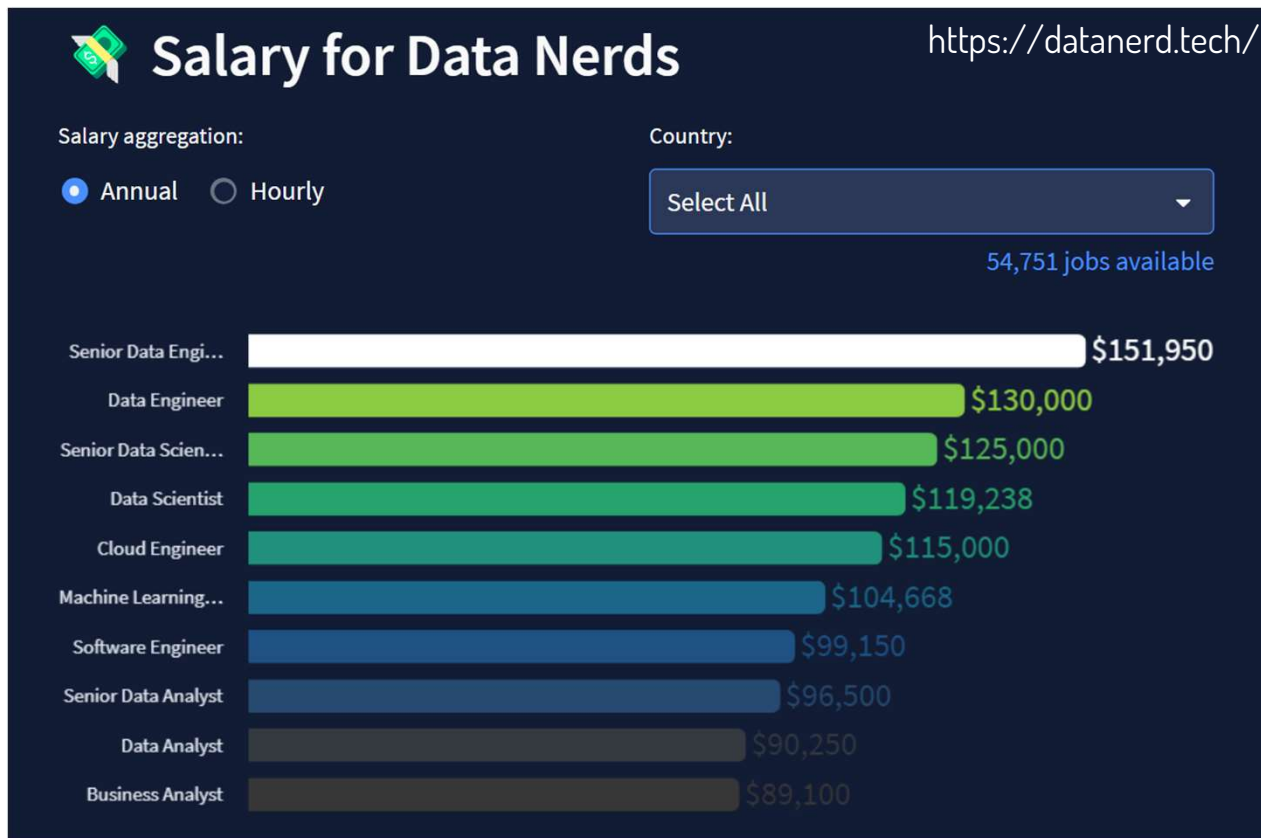 Salary for Data Nerds
https://datanerd.tech/
Salary aggregation:
Country:
Annual
Hourly
Select All
54,751 jobs available
Senior Data Engi...
$151,950
Data Engineer
$130,000
Senior Data Scien...
$125,000
Data Scientist
$119,238
Cloud Engineer
$115,000
Machine Learning...
$104,668
Software Engineer
$99,150
Senior Data Analyst
$96,500
Data Analyst
$90,250
Business Analyst
$89,100